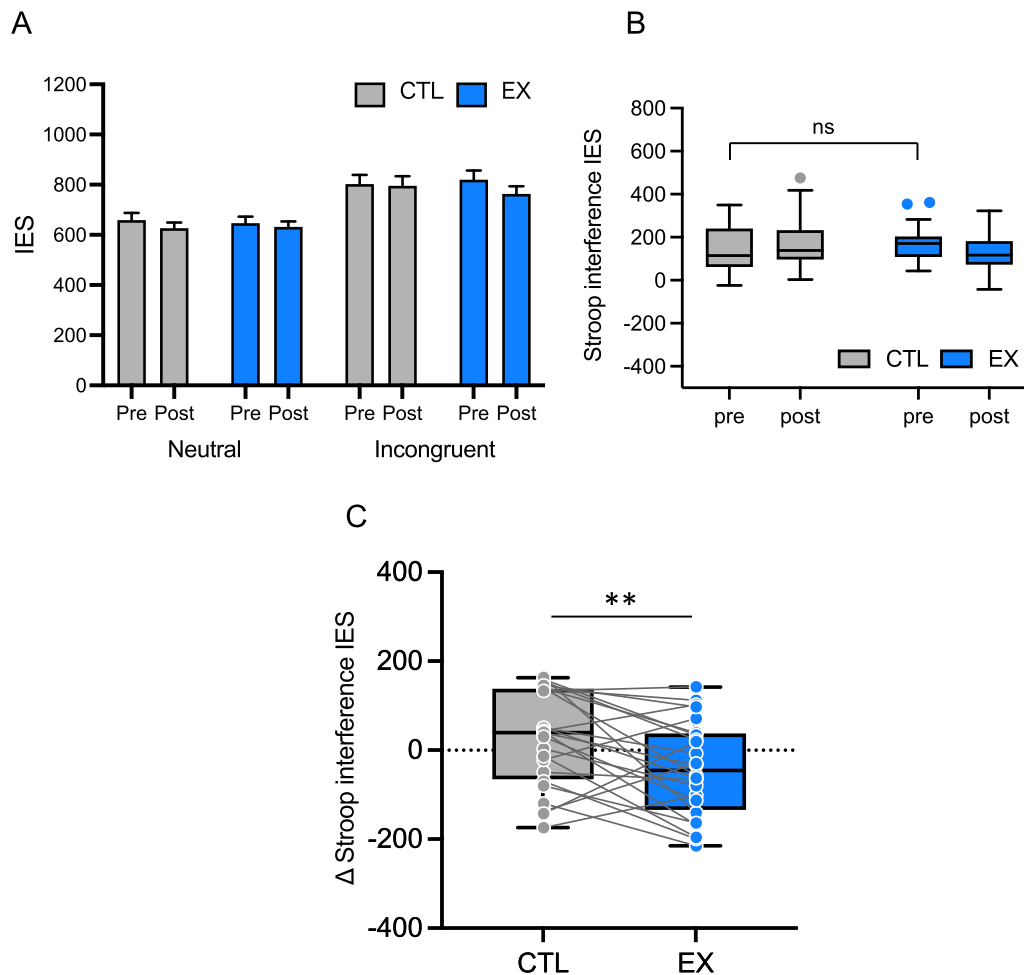 A
B
1200
1000
800
600
400
200
0
IES
CTL EX
Pre Post Pre Post Pre Post Pre Post
Neutral Incongruent
800
600
400
200
0
-200
-400
Stroop interference IES
ns
CTL EX
pre post pre post
C
400
200
0
-200
-400
Δ Stroop interference IES
**
CTL EX